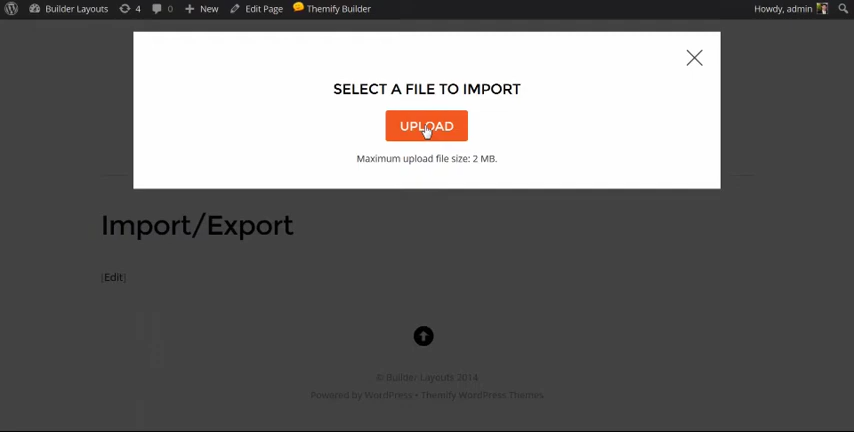 Builder Layouts 4 0 New Edit Page Themify Builder Howdy, admin
SELECT A FILE TO IMPORT
UPLOAD
Maximum upload file size: 2 MB.
Import/Export
[Edit]
© Builder Layouts 2014
Powered by WordPress • Themify WordPress Themes